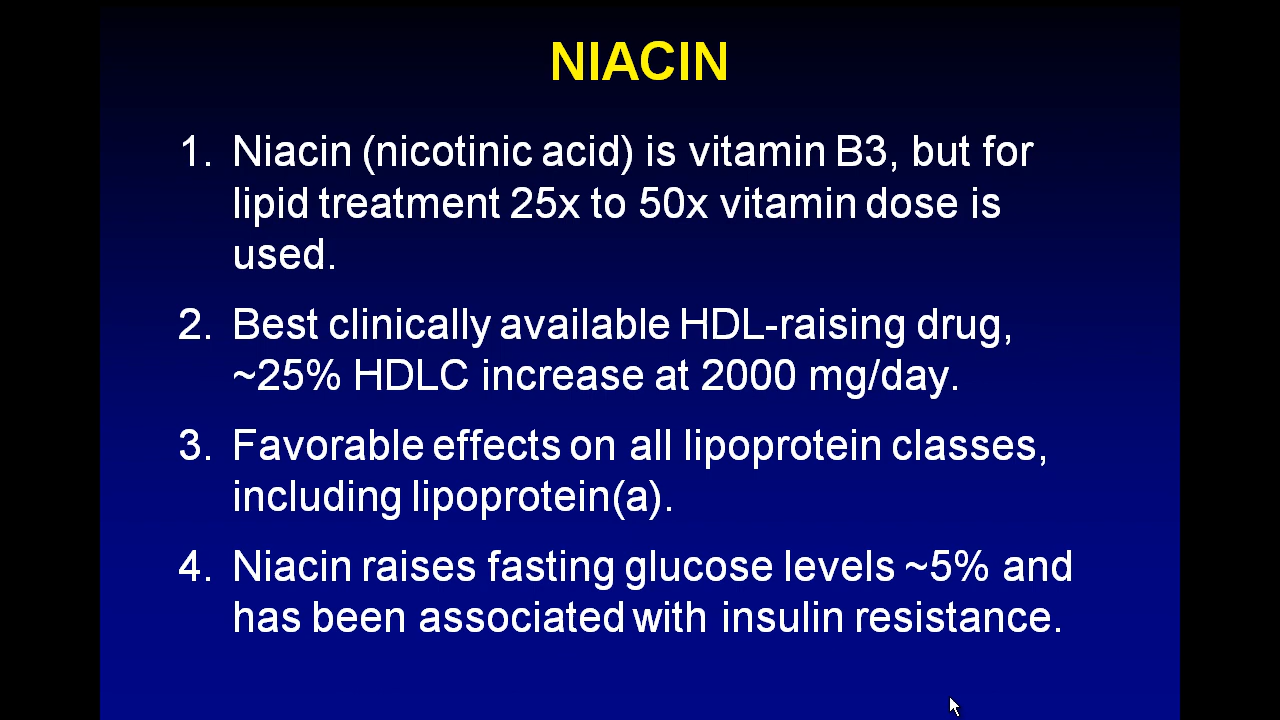 NIACIN
1. Niacin (nicotinic acid) is vitamin B3, but for
lipid treatment 25x to 50x vitamin dose is
used.
2. Best clinically available HDL-raising drug,
~25% HDLC increase at 2000 mg/day.
3. Favorable effects on all lipoprotein classes,
including lipoprotein(a).
4. Niacin raises fasting glucose levels ~5% and
has been associated with insulin resistance.